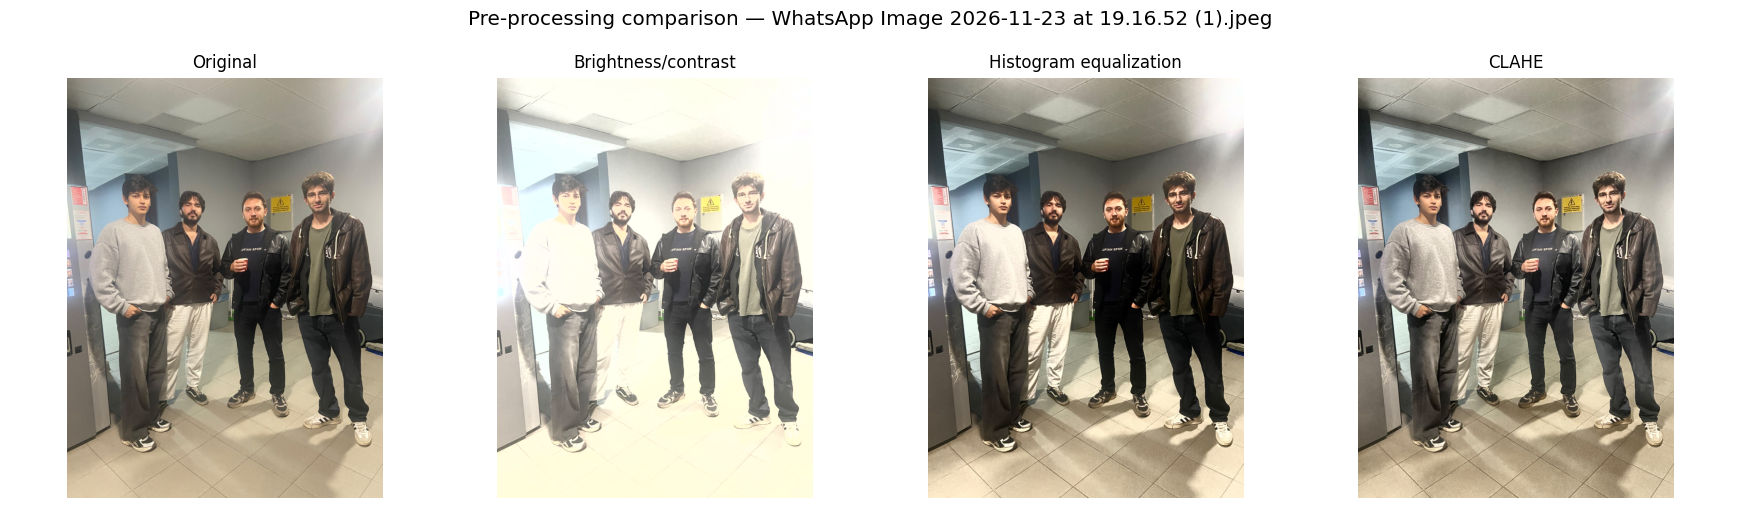 Pre-processing comparison — WhatsApp Image 2026-11-23 at 19.16.52 (1).jpeg
Original
Brightness/contrast
Histogram equalization
CLAHE